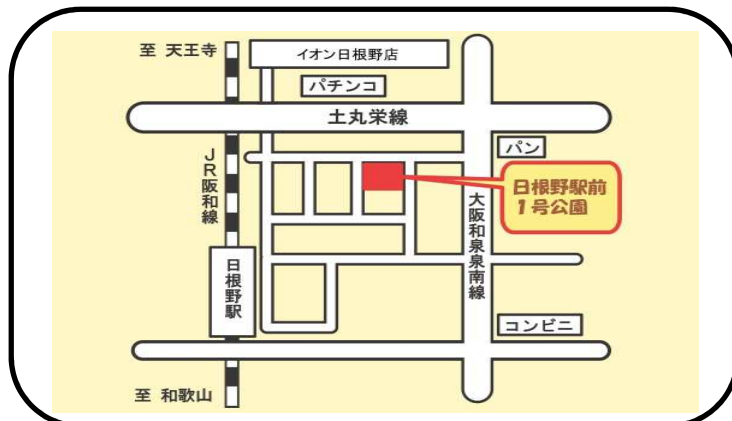 至 天王寺
イオン日根野店
パチンコ
土丸栄線
パン
JR阪和線
日根野駅前
1号公園
大阪和泉泉南線
日根野駅
コンビニ
至 和歌山